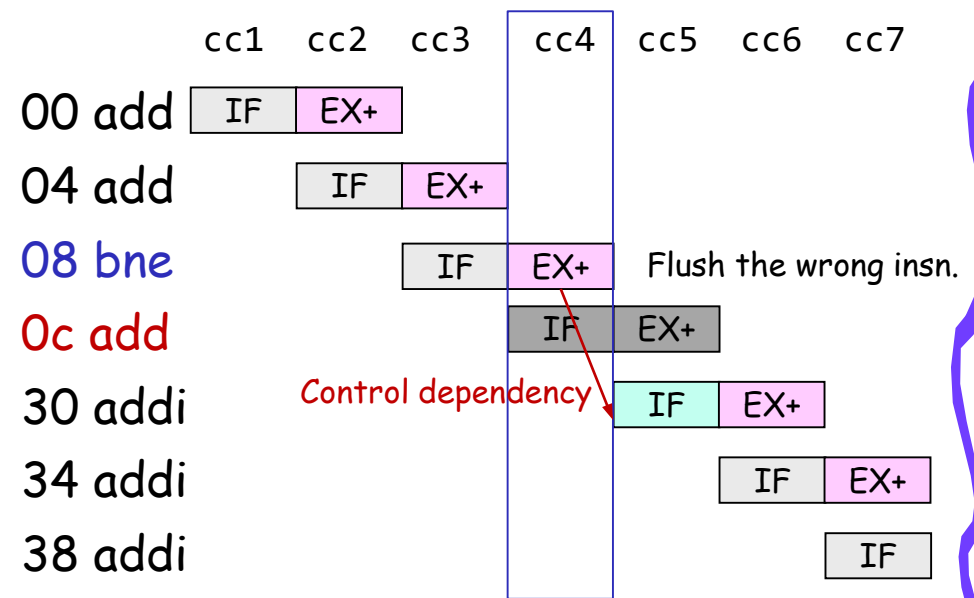 cc1 cc2 cc3 cc4 cc5 cc6 cc7
00 add IF EX+
04 add IF EX+
08 bne IF EX+ Flush the wrong insn.
0c add IF EX+
Control dependency
30 addi IF EX+
34 addi IF EX+
38 addi IF